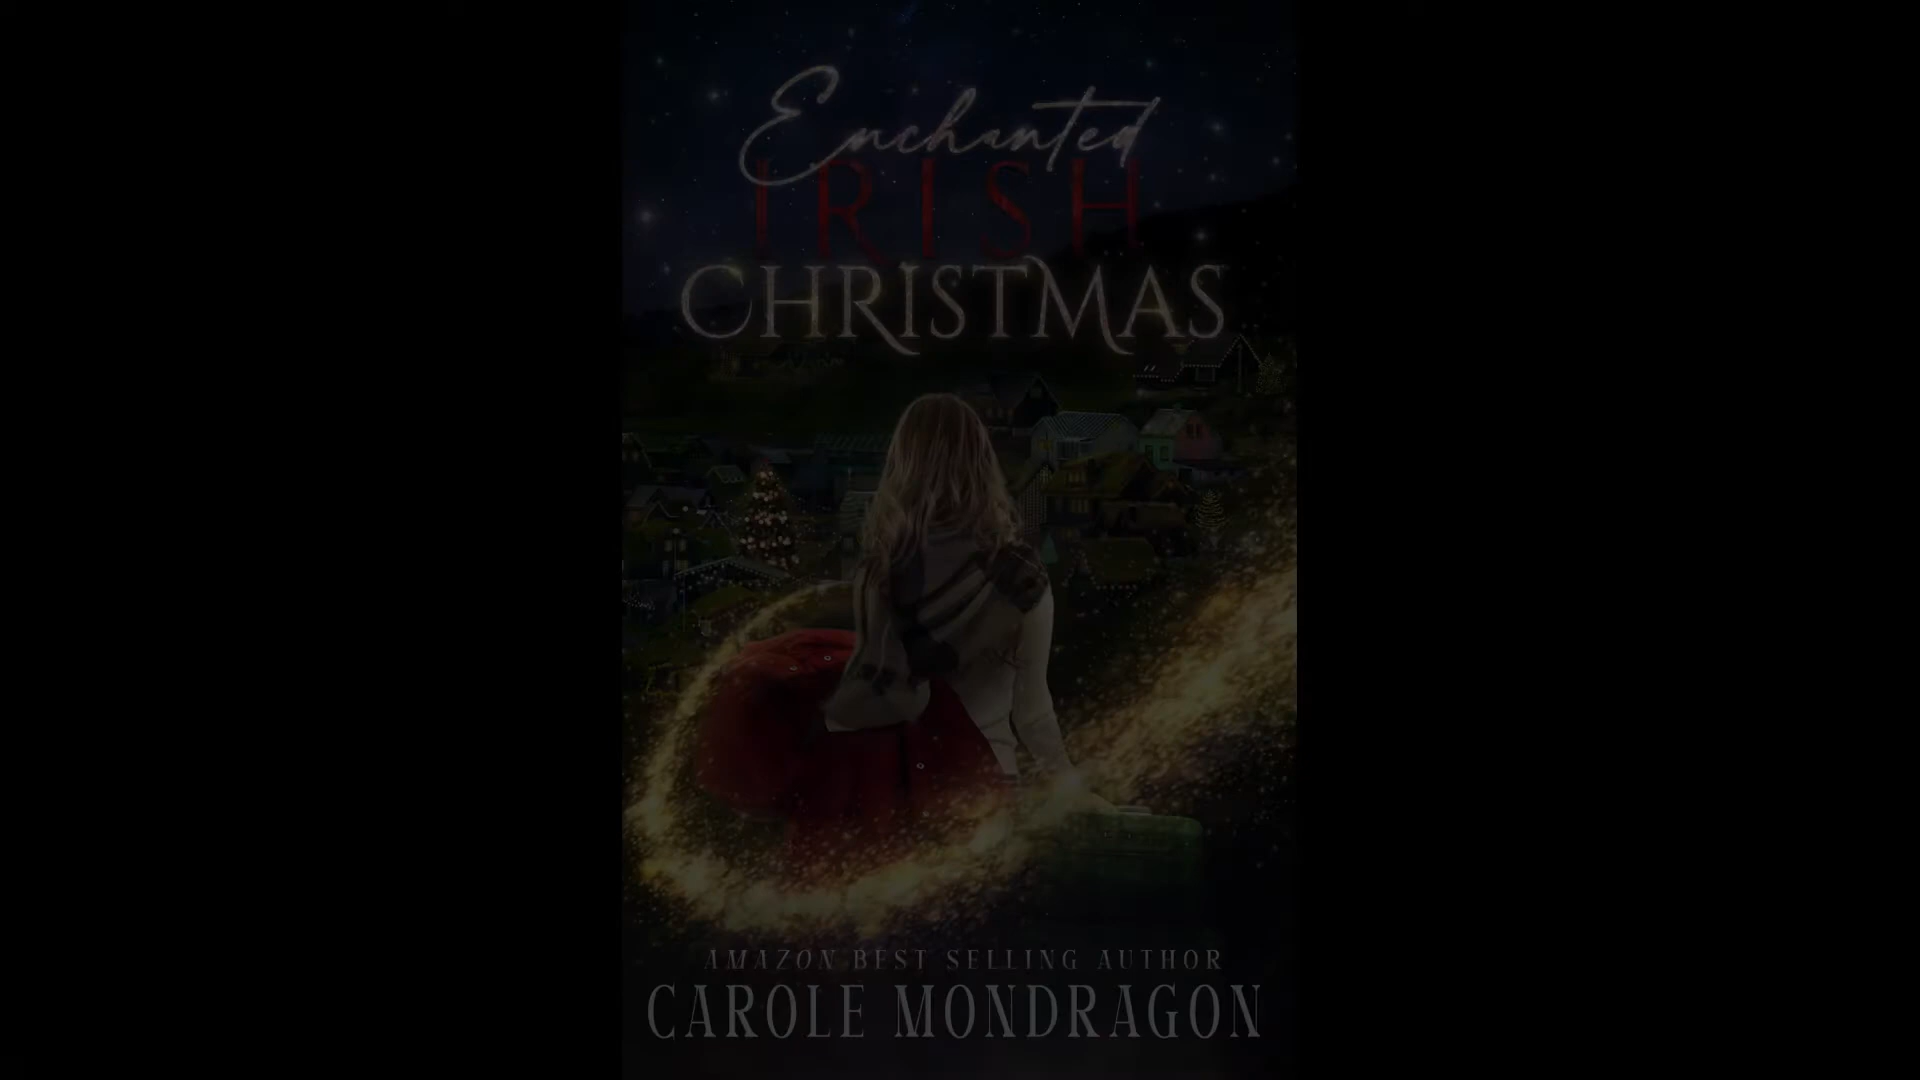 Enchanted
IRISH
CHRISTMAS
AMAZON BEST SELLING AUTHOR
CAROLE MONDRAGON